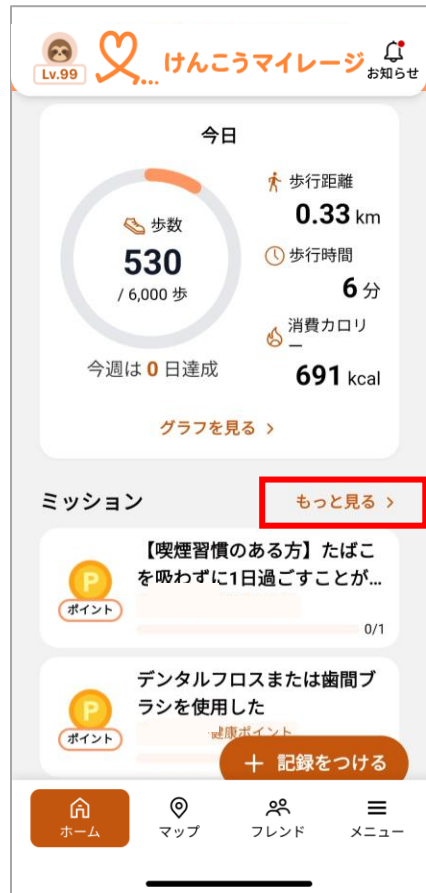 Lv.99
けんこうマイレージ
お知らせ
今日
歩数
530
/ 6,000 歩
今週は 0 日達成
歩行距離
0.33 km
歩行時間
6 分
消費カロリ
ー
691 kcal
グラフを見る >
ミッション
もっと見る >
【喫煙習慣のある方】たばこ
を吸わずに1日過ごすことが...
P
ポイント
0/1
デンタルフロスまたは歯間ブ
ラシを使用した
P
ポイント
健康ポイント
+ 記録をつける
ホーム
マップ
フレンド
メニュー